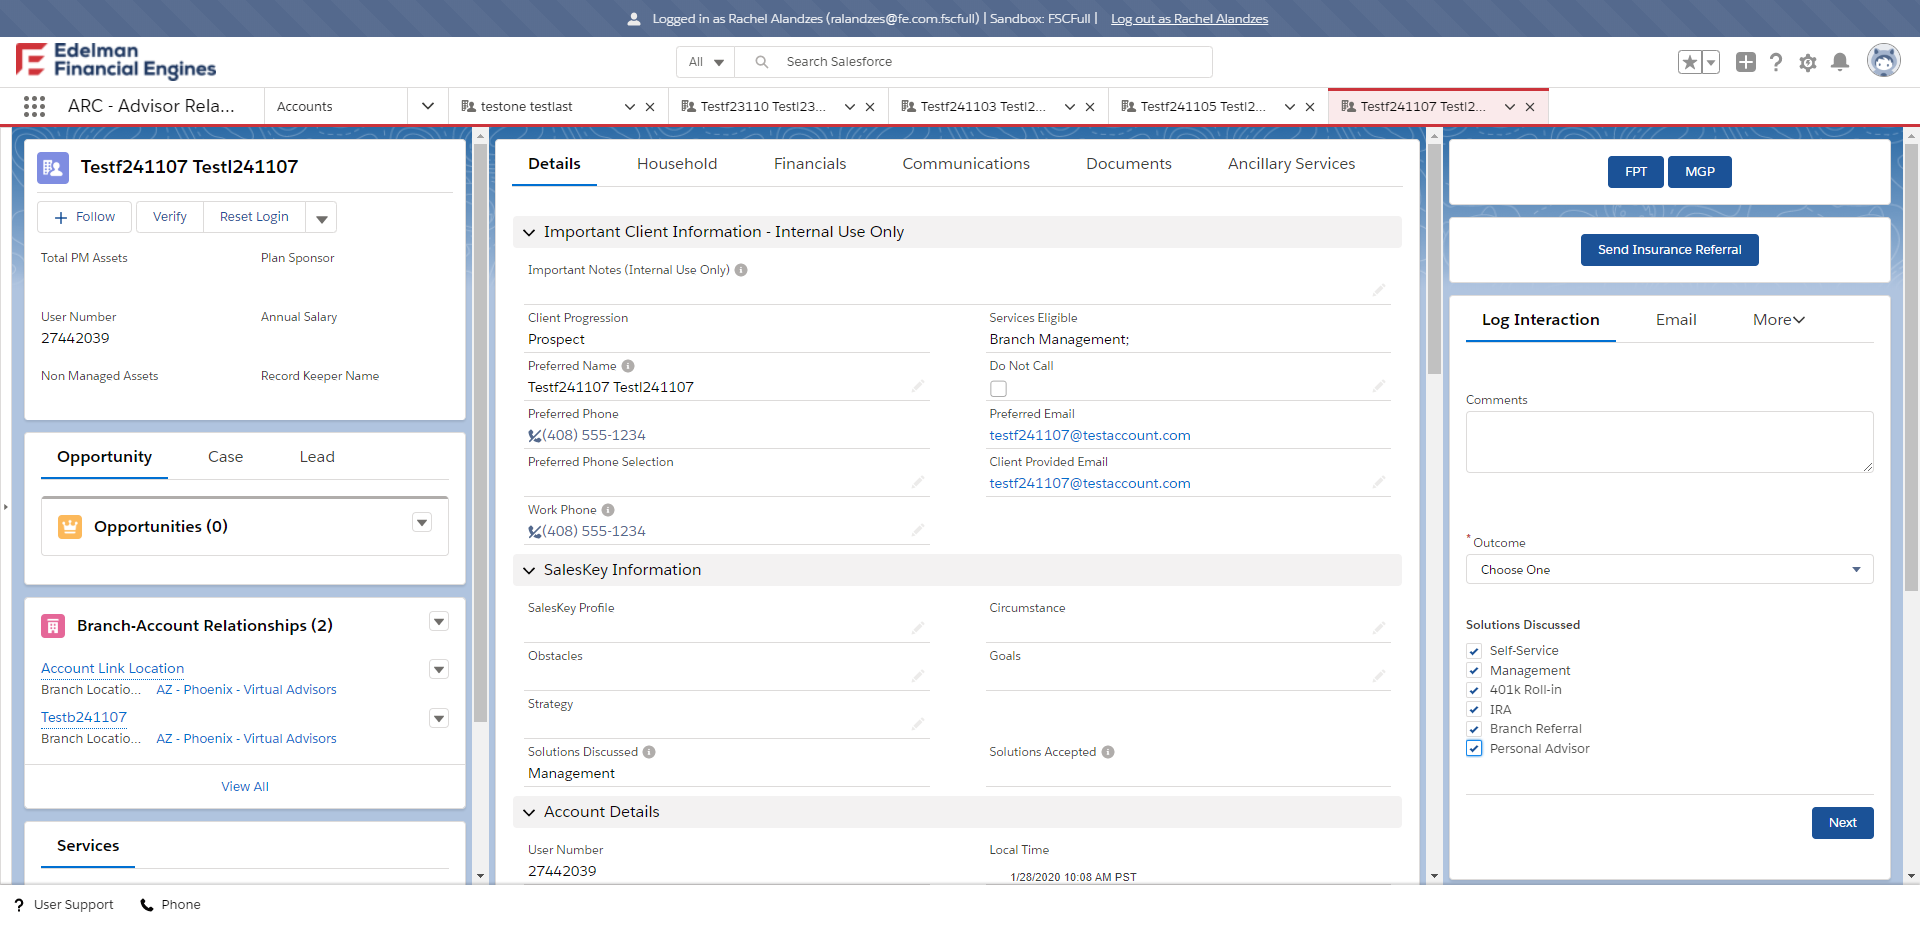 Logged in as Rachel Alandzes (ralandzes@fe.com.fscfull) | Sandbox: FSCFull | Log out as Rachel Alandzes
Edelman
Financial Engines
All
Search Salesforce
ARC - Advisor Rela...
Accounts
testone testlast
Testf23110 Testl23...
Testf241103 Testl2...
Testf241105 Testl2...
Testf241107 Testl2...
Testf241107 Testl241107
Follow
Verify
Reset Login
Total PM Assets
Plan Sponsor
User Number
27442039
Annual Salary
Non Managed Assets
Record Keeper Name
Opportunity
Case
Lead
Opportunities (0)
Branch-Account Relationships (2)
Account Link Location
Branch Locatio... AZ - Phoenix - Virtual Advisors
Testb241107
Branch Locatio... AZ - Phoenix - Virtual Advisors
View All
Services
Details
Household
Financials
Communications
Documents
Ancillary Services
Important Client Information - Internal Use Only
Important Notes (Internal Use Only)
Client Progression
Prospect
Services Eligible
Branch Management;
Preferred Name
Testf241107 Testl241107
Do Not Call
Preferred Phone
(408) 555-1234
Preferred Email
testf241107@testaccount.com
Preferred Phone Selection
Client Provided Email
testf241107@testaccount.com
Work Phone
(408) 555-1234
SalesKey Information
SalesKey Profile
Circumstance
Obstacles
Goals
Strategy
Solutions Discussed
Management
Solutions Accepted
Account Details
User Number
27442039
Local Time
1/28/2020 10:08 AM PST
FPT
MGP
Send Insurance Referral
Log Interaction
Email
More
Comments
* Outcome
Choose One
Solutions Discussed
Self-Service
Management
401k Roll-in
IRA
Branch Referral
Personal Advisor
Next
User Support
Phone